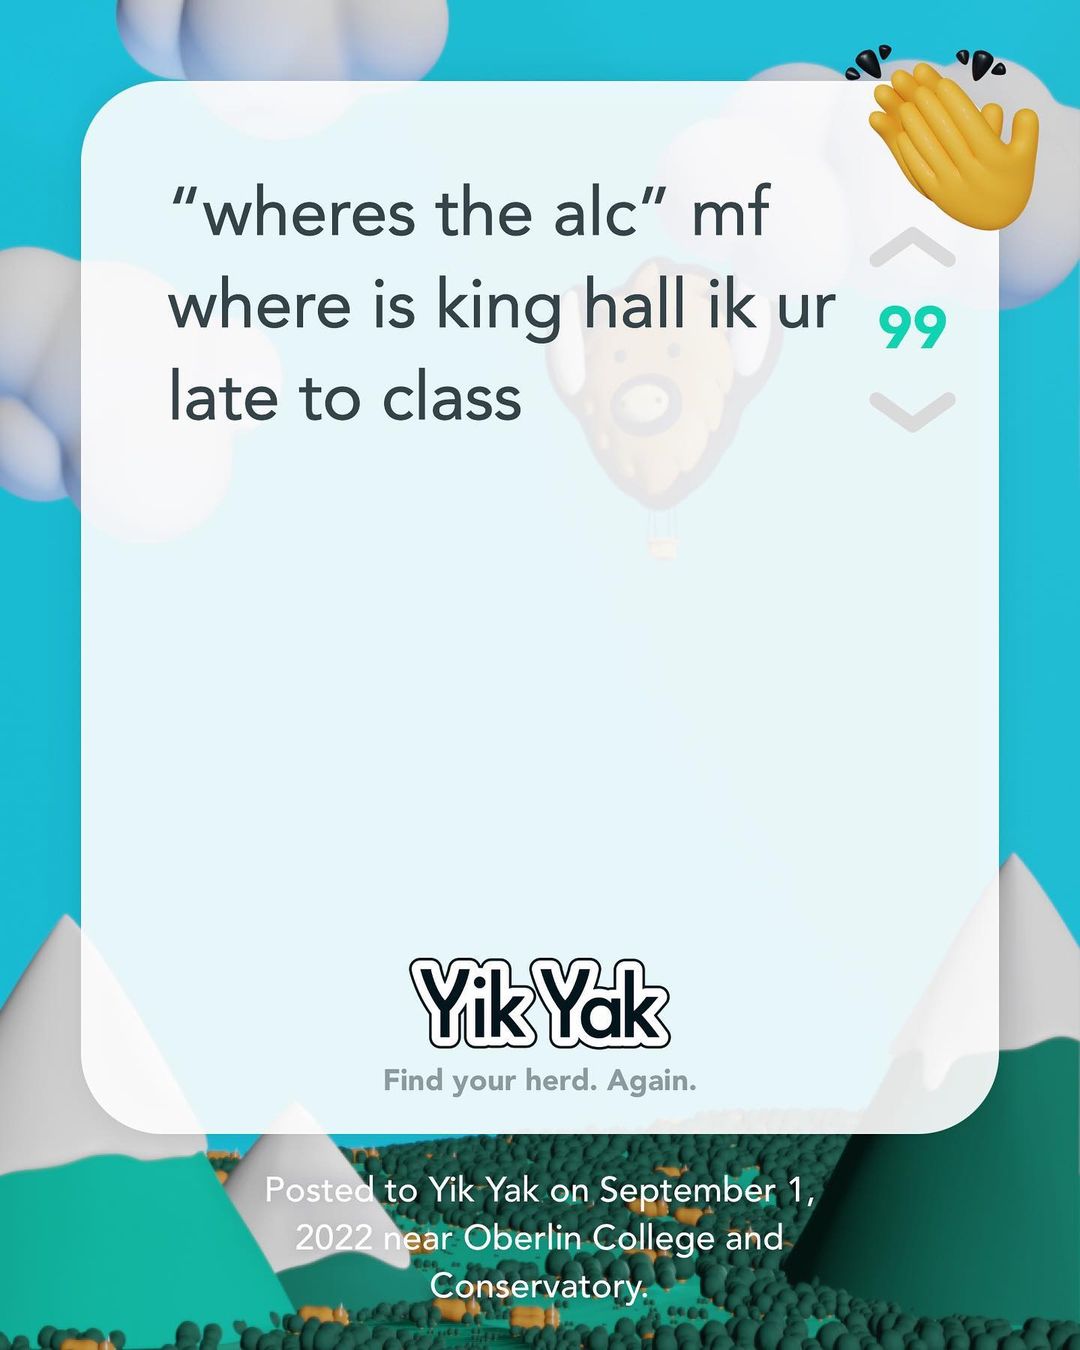 “wheres the alc” mf
where is king hall ik ur
late to class
99
Yik Yak
Find your herd. Again.
Posted to Yik Yak on September 1,
2022 near Oberlin College and
Conservatory.